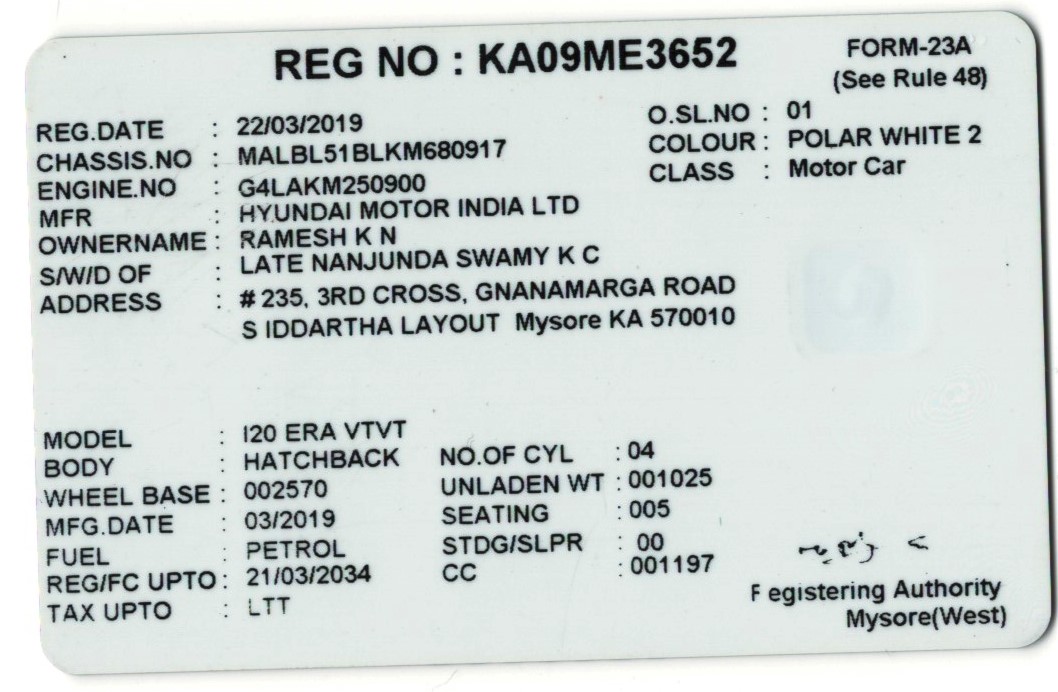 REG NO : KA09ME3652
FORM-23A
(See Rule 48)
REG.DATE : 22/03/2019
O.SL.NO : 01
CHASSIS.NO : MALBL51BLKM680917
COLOUR : POLAR WHITE 2
ENGINE.NO : G4LAKM250900
CLASS : Motor Car
MFR : HYUNDAI MOTOR INDIA LTD
OWNERNAME : RAMESH K N
S/W/D OF : LATE NANJUNDA SWAMY K C
ADDRESS : # 235, 3RD CROSS, GNANAMARGA ROAD
S IDDARTHA LAYOUT Mysore KA 570010
MODEL : I20 ERA VTVT
BODY : HATCHBACK NO.OF CYL : 04
WHEEL BASE : 002570 UNLADEN WT : 001025
MFG.DATE : 03/2019 SEATING : 005
FUEL : PETROL STDG/SLPR : 00
REG/FC UPTO : 21/03/2034 CC : 001197
TAX UPTO : LTT
Registering Authority
Mysore(West)